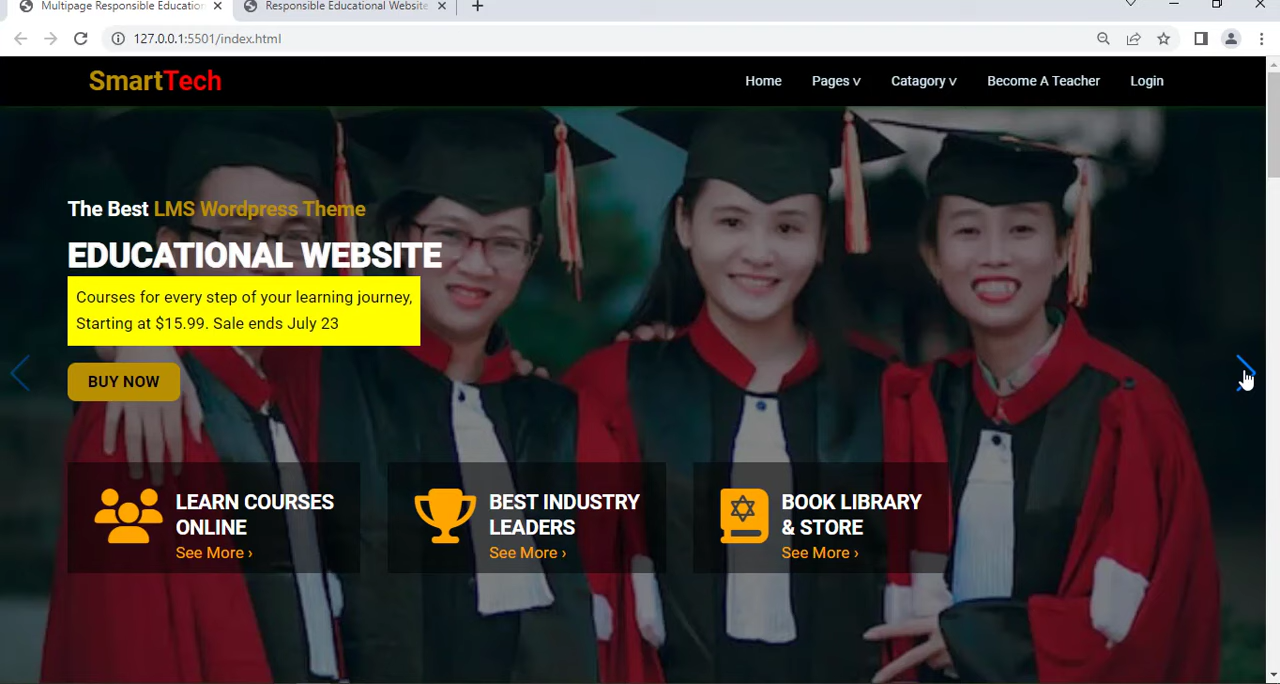 Multipage Responsible Education
Responsible Educational Website
127.0.0.1:5501/index.html
SmartTech
Home
Pages
Catagory
Become A Teacher
Login
The Best LMS Wordpress Theme
EDUCATIONAL WEBSITE
Courses for every step of your learning journey,
Starting at $15.99. Sale ends July 23
BUY NOW
LEARN COURSES
ONLINE
See More ›
BEST INDUSTRY
LEADERS
See More ›
BOOK LIBRARY
& STORE
See More ›